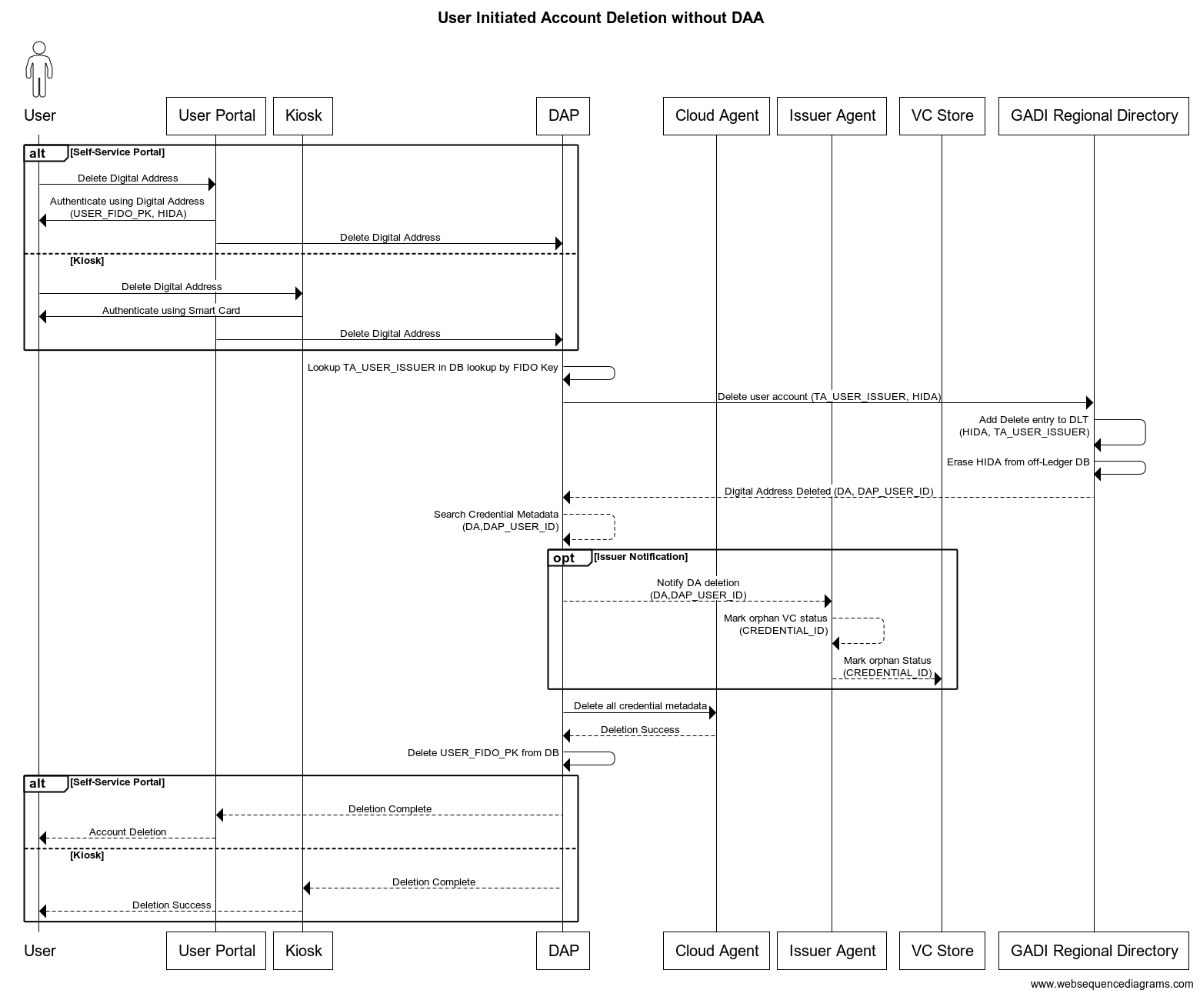 User Initiated Account Deletion without DAA
User
User Portal
Kiosk
DAP
Cloud Agent
Issuer Agent
VC Store
GADI Regional Directory
alt
[Self-Service Portal]
Delete Digital Address
Authenticate using Digital Address
(USER_FIDO_PK, HIDA)
Delete Digital Address
[Kiosk]
Delete Digital Address
Authenticate using Smart Card
Delete Digital Address
Lookup TA_USER_ISSUER in DB lookup by FIDO Key
Delete user account (TA_USER_ISSUER, HIDA)
Add Delete entry to DLT
(HIDA, TA_USER_ISSUER)
Erase HIDA from off-Ledger DB
Digital Address Deleted (DA, DAP_USER_ID)
Search Credential Metadata
(DA,DAP_USER_ID)
opt
[Issuer Notification]
Notify DA deletion
(DA,DAP_USER_ID)
Mark orphan VC status
(CREDENTIAL_ID)
Mark orphan Status
(CREDENTIAL_ID)
Delete all credential metadata
Deletion Success
Delete USER_FIDO_PK from DB
alt
[Self-Service Portal]
Deletion Complete
Account Deletion
[Kiosk]
Deletion Complete
Deletion Success
User
User Portal
Kiosk
DAP
Cloud Agent
Issuer Agent
VC Store
GADI Regional Directory
www.websequencediagrams.com